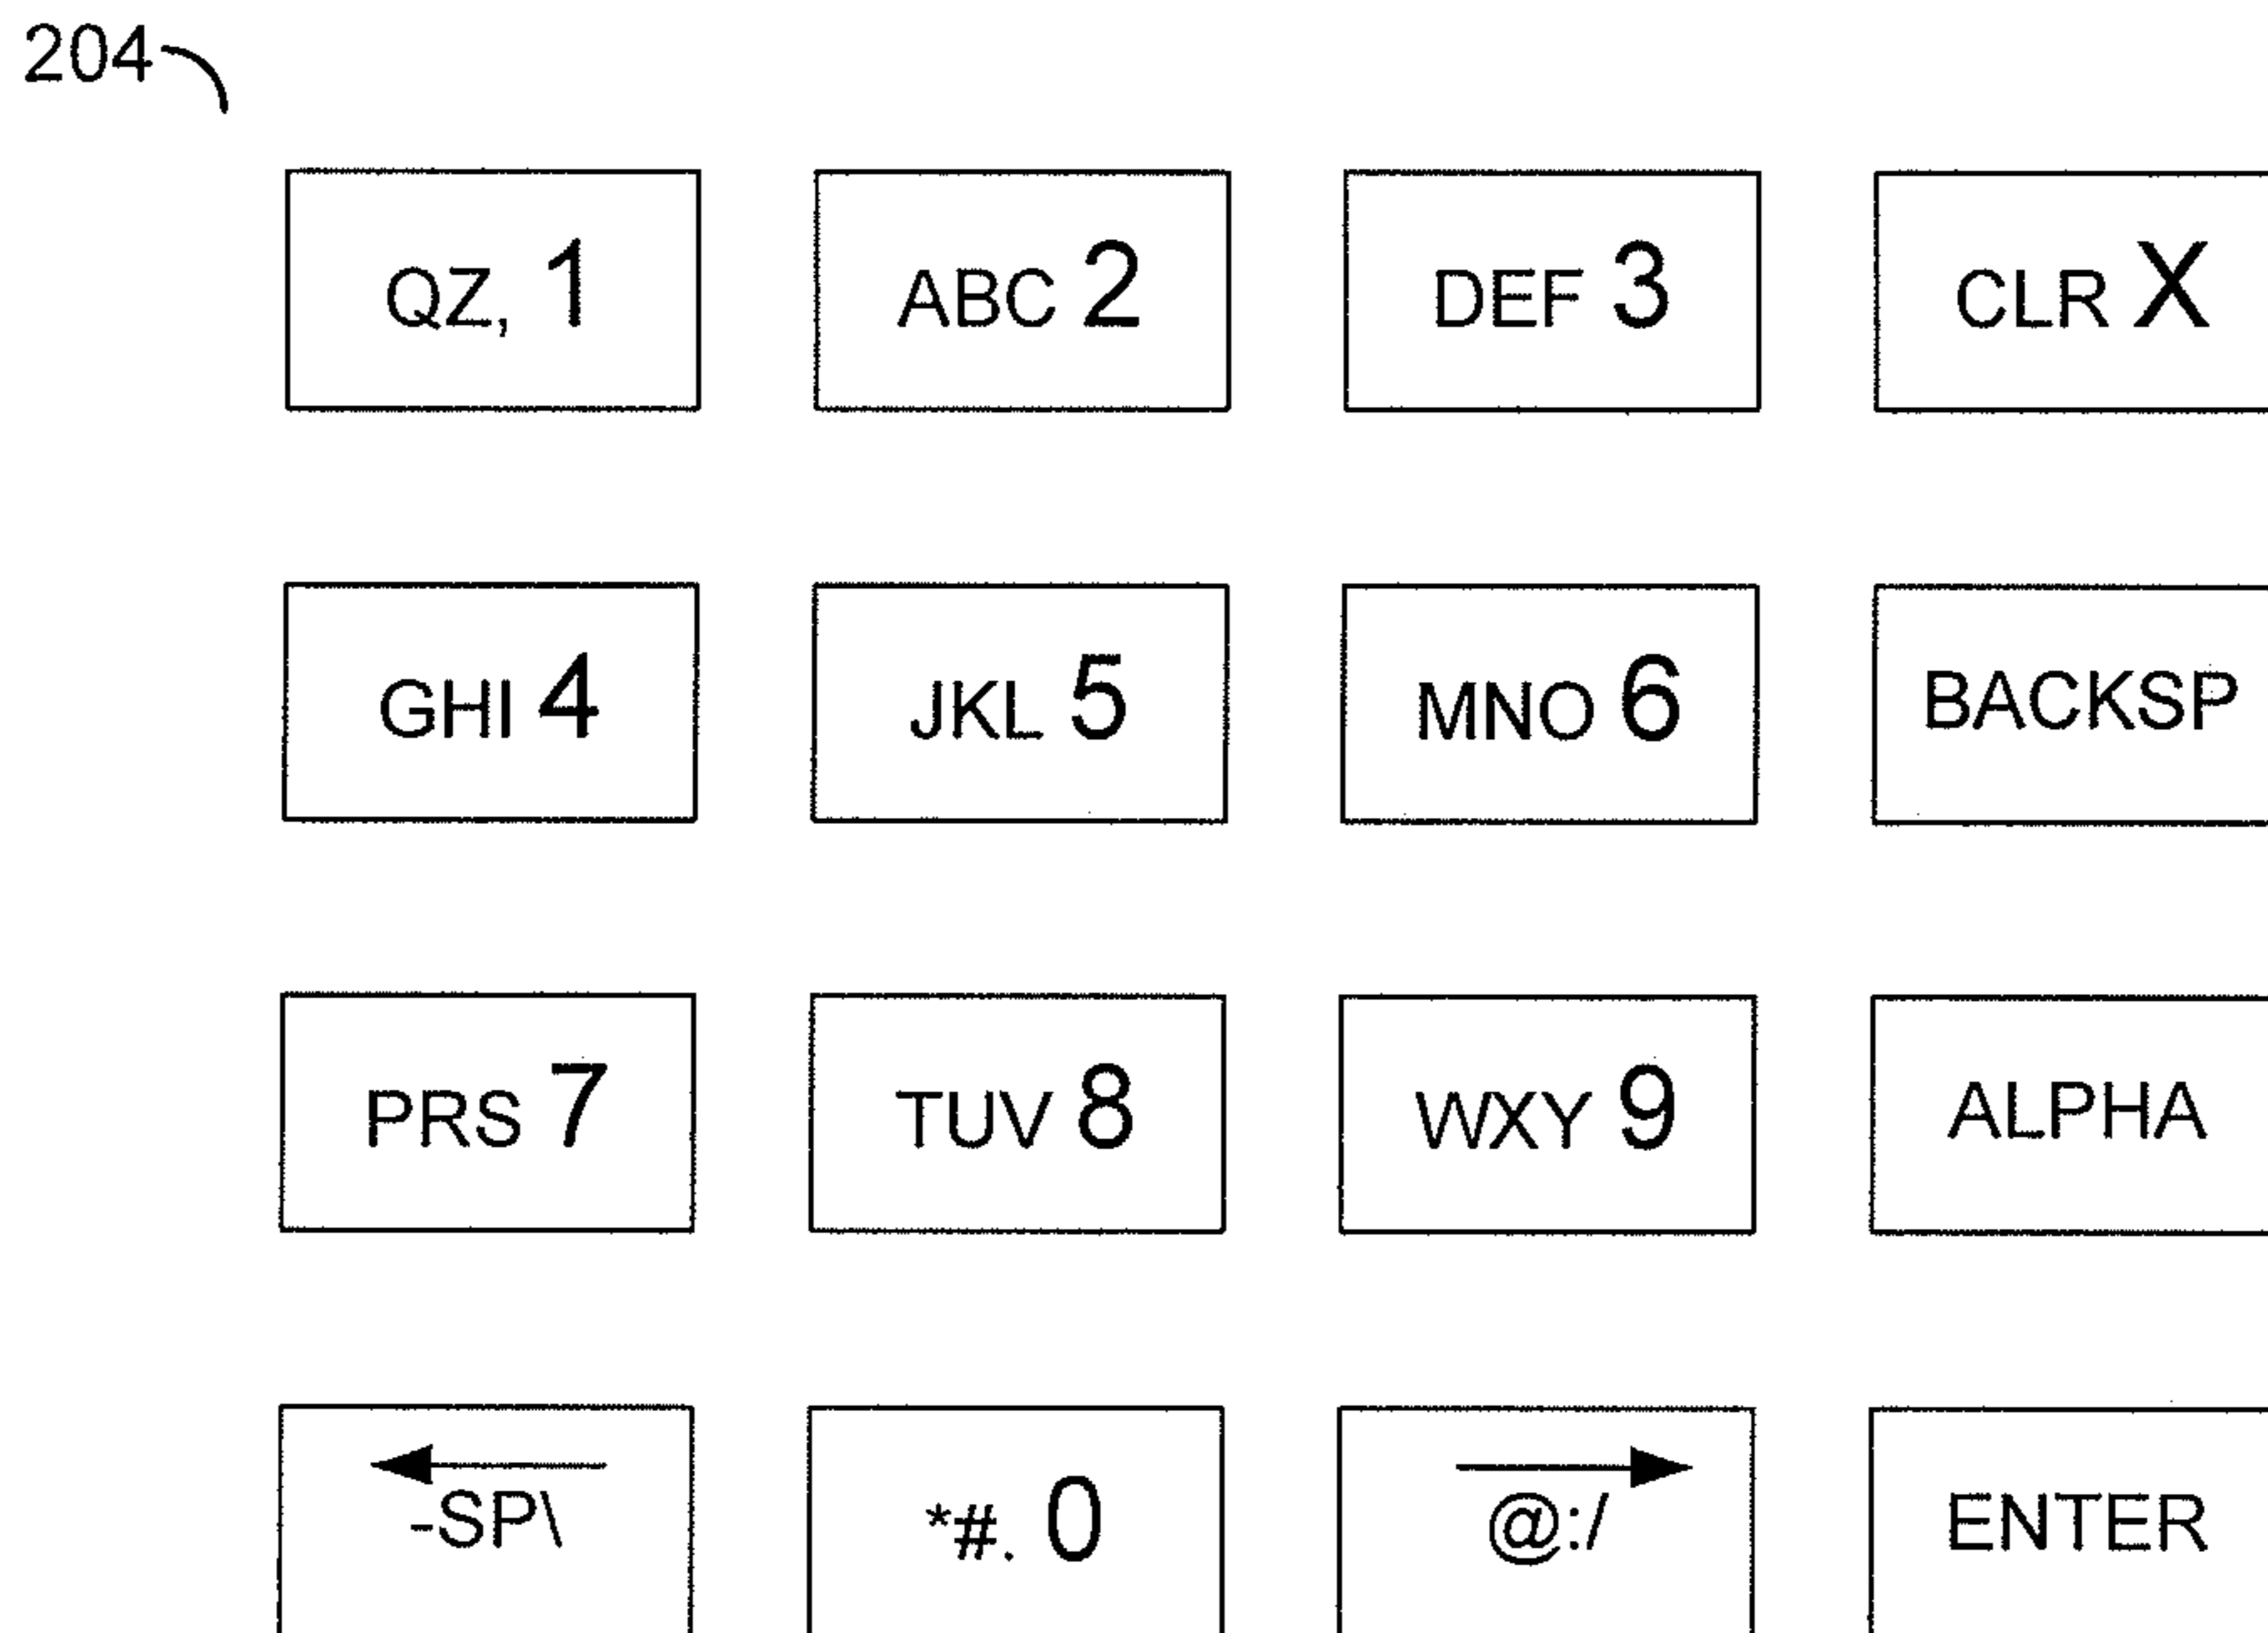 204
QZ, 1 ABC 2 DEF 3 CLR X
GHI 4 JKL 5 MNO 6 BACKSP
PRS 7 TUV 8 WXY 9 ALPHA
-SP\ *#. 0 @:/ ENTER